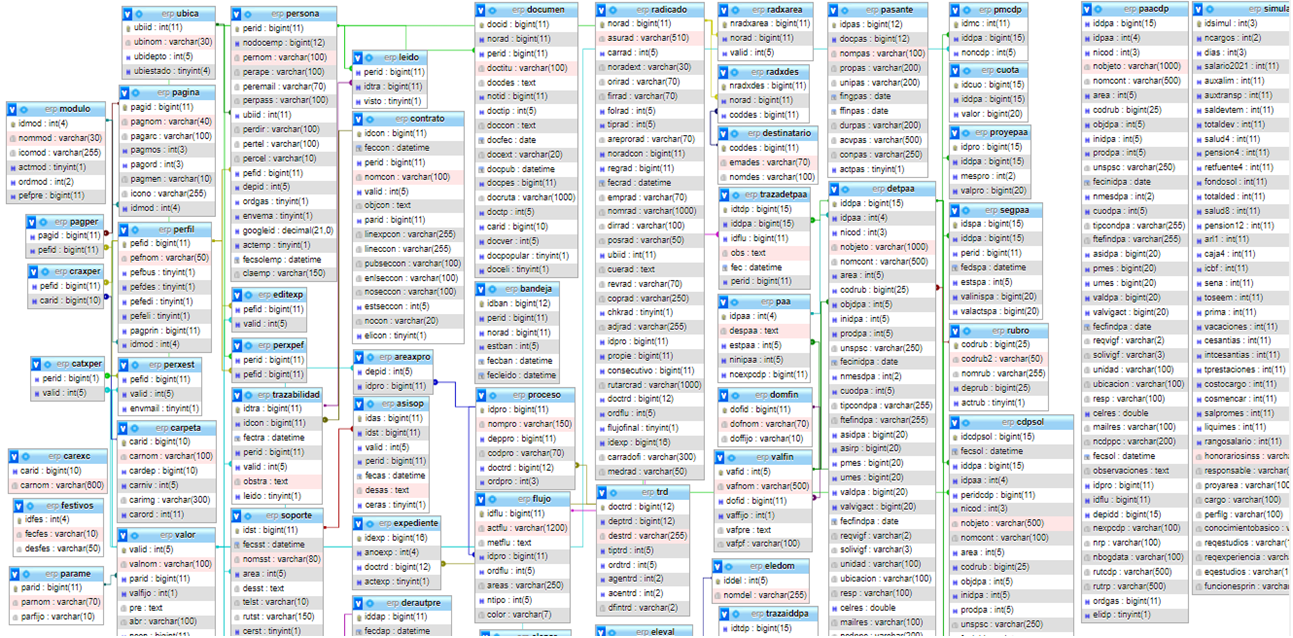 erp ubica
ubiid : int(11)
ubinom : varchar(30)
ubidepto : int(5)
ubiestado : tinyint(4)
erp pagina
pagid : bigint(11)
pagnom : varchar(40)
pagarc : varchar(100)
pagmos : int(3)
pagord : int(3)
pagmen : varchar(10)
icono : varchar(255)
idmod : int(4)
erp modulo
idmod : int(4)
nommod : varchar(30)
icomod : varchar(255)
actmod : tinyint(1)
ordmod : int(2)
pefpre : bigint(11)
erp pagper
pagid : bigint(11)
pefid : bigint(11)
erp craxper
pefid : bigint(11)
carid : bigint(10)
erp perfil
pefid : bigint(11)
pefnom : varchar(50)
pefbus : tinyint(1)
pefdes : tinyint(1)
pefedi : tinyint(1)
pefeli : tinyint(1)
pagprin : bigint(11)
idmod : int(4)
erp catxper
perid : bigint(1)
valid : int(5)
erp perxest
pefid : bigint(11)
valid : int(5)
envmail : tinyint(1)
erp carpeta
carid : bigint(10)
carnom : varchar(100)
cardep : bigint(10)
carniv : int(5)
carimg : varchar(300)
carord : int(11)
erp carexc
carid : bigint(10)
carnom : varchar(600)
erp festivos
idfes : int(4)
fecfes : varchar(10)
desfes : varchar(50)
erp parame
parid : bigint(11)
parnom : varchar(70)
parfijo : varchar(10)
erp valor
valid : int(5)
valnom : varchar(100)
parid : bigint(11)
valfijo : int(1)
pre : text
abr : varchar(100)
erp persona
perid : bigint(11)
nodocemp : bigint(12)
pernom : varchar(100)
perape : varchar(100)
peremail : varchar(70)
perpass : varchar(100)
ubiid : int(11)
perdir : varchar(100)
pertel : varchar(100)
percel : varchar(10)
pefid : bigint(11)
depid : int(5)
ordgas : tinyint(1)
envema : tinyint(1)
googleid : decimal(21,0)
actemp : tinyint(1)
fecsolemp : datetime
claemp : varchar(150)
erp editexp
pefid : bigint(11)
valid : int(5)
erp perxpef
perid : bigint(11)
pefid : bigint(11)
erp trazabilidad
idtra : bigint(11)
idcon : bigint(11)
fectra : datetime
perid : bigint(11)
valid : int(5)
obstra : text
leido : tinyint(1)
erp soporte
idst : bigint(11)
fecsst : datetime
nomsst : varchar(80)
area : int(5)
desst : text
telst : varchar(10)
rutst : varchar(150)
cerst : tinyint(1)
erp leido
perid : bigint(11)
idtra : bigint(11)
visto : tinyint(1)
erp contrato
idcon : bigint(11)
feccon : datetime
perid : bigint(11)
nomcon : varchar(100)
valid : int(5)
objcon : text
parid : bigint(11)
linexpcon : varchar(255)
lineccon : varchar(255)
pubseccon : varchar(100)
enlseccon : varchar(100)
noseccon : varchar(100)
estseccon : int(5)
nocon : varchar(20)
elicon : tinyint(1)
erp areaxpro
depid : int(5)
idpro : bigint(11)
erp asisop
idas : bigint(11)
idst : bigint(11)
valid : int(5)
perid : bigint(11)
fecas : datetime
desas : text
ceras : tinyint(1)
erp expediente
idexp : bigint(16)
anoexp : int(4)
doctrd : bigint(12)
actexp : tinyint(1)
erp derautpre
iddap : bigint(11)
fecdap : datetime
erp documen
docid : bigint(11)
norad : bigint(11)
perid : bigint(11)
doctitu : varchar(100)
docdes : text
notid : bigint(11)
doctip : int(5)
doccon : text
docfec : date
docext : varchar(20)
docpub : datetime
docpes : bigint(11)
docruta : varchar(1000)
doctp : int(5)
carid : bigint(10)
docver : int(5)
docpopular : tinyint(1)
doceli : tinyint(1)
erp bandeja
idban : bigint(12)
perid : bigint(11)
norad : bigint(11)
estban : int(5)
fecban : datetime
fecleido : datetime
erp proceso
idpro : bigint(11)
nompro : varchar(150)
deppro : bigint(11)
codpro : varchar(70)
doctrd : bigint(12)
ordpro : int(3)
erp flujo
idflu : bigint(11)
actflu : varchar(1200)
metflu : text
idpro : bigint(11)
ordflu : int(5)
areas : varchar(250)
ntipo : int(5)
color : varchar(7)
erp radicado
norad : bigint(11)
asurad : varchar(510)
carrad : int(5)
noradext : varchar(30)
orirad : varchar(70)
firrad : varchar(70)
folrad : int(5)
tiprad : int(5)
areprorad : varchar(70)
noradcon : bigint(11)
regrad : bigint(11)
fecrad : datetime
emprad : varchar(70)
nomrad : varchar(1000)
dirrad : varchar(100)
posrad : varchar(50)
ubiid : int(11)
cuerad : text
revrad : varchar(70)
coprad : varchar(250)
chkrad : tinyint(1)
adjrad : varchar(255)
idpro : bigint(11)
propie : bigint(11)
consecutivo : bigint(11)
rutarcrad : varchar(1000)
doctrd : bigint(12)
ordflu : int(5)
flujofinal : tinyint(1)
idexp : bigint(16)
carradofi : varchar(300)
medrad : varchar(50)
erp trd
doctrd : bigint(12)
deptrd : bigint(12)
destrd : varchar(255)
tiptrd : int(5)
ordtrd : int(5)
agentrd : int(2)
acentrd : int(2)
dfintrd : varchar(2)
erp eleval
erp radxarea
nradxarea : bigint(11)
norad : bigint(11)
valid : int(5)
erp radxdes
nradxdes : bigint(11)
norad : bigint(11)
coddes : bigint(11)
erp destinatario
coddes : bigint(11)
emades : varchar(70)
nomdes : varchar(100)
erp trazadetpaa
idtdp : bigint(15)
iddpa : bigint(15)
idflu : bigint(11)
obs : text
fec : datetime
perid : bigint(11)
erp paa
idpaa : int(4)
despaa : text
estpaa : int(5)
ninipaa : int(5)
ncexpcdp : bigint(11)
erp domfin
dofid : bigint(11)
dofnom : varchar(70)
doffijo : int(10)
erp valfin
vafid : int(5)
vafnom : varchar(500)
dofid : bigint(11)
vaffijo : int(1)
vafpre : text
vafpf : varchar(100)
erp eledom
iddel : int(5)
nomdel : varchar(255)
erp trazaiddpa
idtdp : bigint(15)
erp pasante
idpas : bigint(12)
docpas : bigint(12)
nompas : varchar(100)
propas : varchar(200)
unipas : varchar(200)
fingpas : date
ffinpas : date
durpas : varchar(200)
acvpas : varchar(500)
conpas : varchar(250)
actpas : tinyint(1)
erp detpaa
iddpa : bigint(15)
idpaa : int(4)
nicod : int(3)
nobjeto : varchar(1000)
nomcont : varchar(500)
area : int(5)
codrub : bigint(25)
objdpa : int(5)
inidpa : int(5)
prodpa : int(5)
unspsc : varchar(250)
fecinidpa : date
nmesdpa : int(2)
cuodpa : int(5)
tipcondpa : varchar(255)
ftefindpa : varchar(255)
asidpa : bigint(20)
asirp : bigint(20)
pmes : bigint(20)
umes : bigint(20)
valdpa : bigint(20)
valvigact : bigint(20)
fecfindpa : date
reqvigif : varchar(2)
solivigf : varchar(3)
unidad : varchar(100)
ubicacion : varchar(100)
resp : varchar(100)
celres : double
mailres : varchar(100)
erp pmcdp
idmc : int(11)
iddpa : bigint(15)
noncdp : int(5)
erp cuota
idcuo : int(11)
iddpa : bigint(15)
valor : bigint(20)
erp proyepaa
idpro : int(11)
iddpa : bigint(15)
mespro : int(2)
valpro : bigint(20)
erp segpaa
idspa : bigint(15)
iddpa : bigint(15)
perid : bigint(11)
fedspa : datetime
estspa : int(5)
valinispa : bigint(20)
valactspa : bigint(20)
erp rubro
codrub : bigint(25)
codrub2 : varchar(50)
nomrub : varchar(255)
deprub : bigint(25)
actrub : tinyint(1)
erp cdpsol
idcdpsol : bigint(15)
fecsol : datetime
iddpa : bigint(15)
idpaa : int(4)
peridcdp : bigint(11)
nicod : int(3)
nobjeto : varchar(500)
nomcont : varchar(100)
area : int(5)
codrub : bigint(25)
objdpa : int(5)
inidpa : int(5)
prodpa : int(5)
unspsc : varchar(250)
erp paacdp
iddpa : bigint(15)
idpaa : int(4)
nicod : int(3)
nobjeto : varchar(1000)
nomcont : varchar(500)
area : int(5)
codrub : bigint(25)
objdpa : int(5)
inidpa : int(5)
prodpa : int(5)
unspsc : varchar(250)
fecinidpa : date
nmesdpa : int(2)
cuodpa : int(5)
tipcondpa : varchar(255)
ftefindpa : varchar(255)
asidpa : bigint(20)
pmes : bigint(20)
umes : bigint(20)
valdpa : bigint(20)
valvigact : bigint(20)
fecfindpa : date
reqvigif : varchar(2)
solivigf : varchar(3)
unidad : varchar(100)
ubicacion : varchar(100)
resp : varchar(100)
celres : double
mailres : varchar(100)
ncdppc : varchar(200)
fecsol : datetime
observaciones : text
idpro : bigint(11)
idflu : bigint(11)
depidd : bigint(15)
nexpcdp : bigint(11)
nrp : varchar(100)
nbogdata : varchar(100)
rutcdp : varchar(500)
rutrp : varchar(500)
ordgas : bigint(11)
elidp : tinyint(1)
erp simula
idsimul : int(3)
ncargos : int(2)
dias : int(3)
salario2021 : int(11)
auxalim : int(11)
auxtransp : int(11)
saldevtem : int(11)
totaldev : int(11)
salud4 : int(11)
pension4 : int(11)
retfuente4 : int(11)
fondosol : int(11)
totalded : int(11)
salud8 : int(11)
pension12 : int(11)
arl1 : int(11)
caja4 : int(11)
icbf : int(11)
sena : int(11)
toseem : int(11)
prima : int(11)
vacaciones : int(11)
cesantias : int(11)
intcesantias : int(11)
tprestaciones : int(11)
costocargo : int(11)
cosmencar : int(11)
salpromes : int(11)
liquimes : int(11)
rangosalario : int(11)
honorariosinss : varch
responsable : varchar(
proyarea : varchar(100
cargo : varchar(100)
perfilg : varchar(100)
conocimientobasico : v
reqestudios : varchar(
reqexperiencia : varch
eqestudios : varchar(1
funcionesprin : varchar